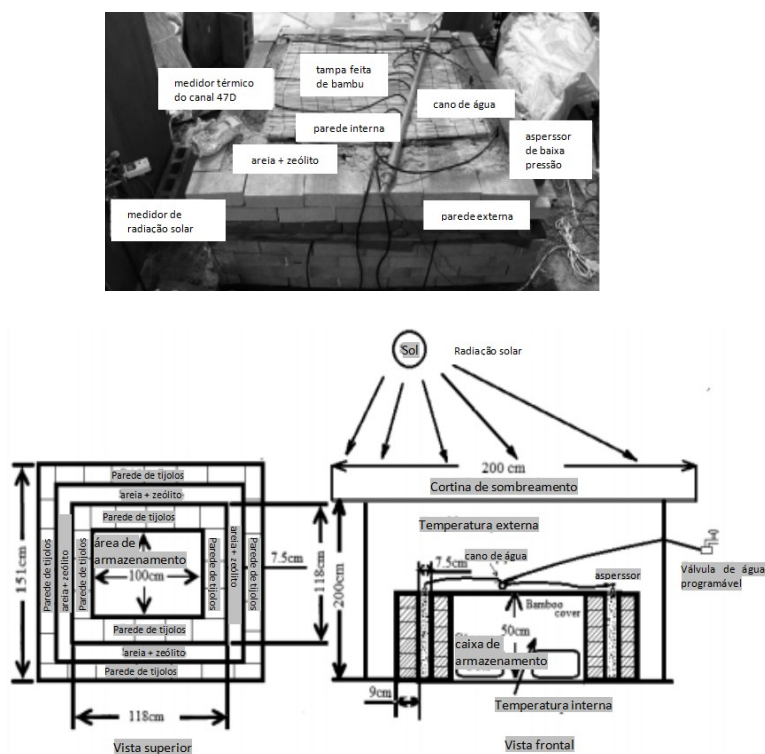 medidor térmico
do canal 47D
tampa feita
de bambu
cano de água
parede interna
areia + zeólito
asperssor
de baixa
pressão
medidor de
radiação solar
parede externa
Sol
Radiação solar
200 cm
Cortina de sombreamento
Temperatura externa
cano de água
7.5cm
asperssor
Válvula de água
programável
200cm
Bamboo
cover
50cm
caixa de
armazenamento
9cm
Temperatura interna
Vista frontal
Parede de tijolos
areia + zeólito
Parede de tijolos
área de
armazenamento
100cm
Parede de tijolos
areia + zeólito
Parede de tijolos
Parede de tijolos
areia + zeólito
Parede de tijolos
Parede de tijolos
areia + zeólito
Parede de tijolos
151cm
118cm
7.5cm
118cm
Vista superior